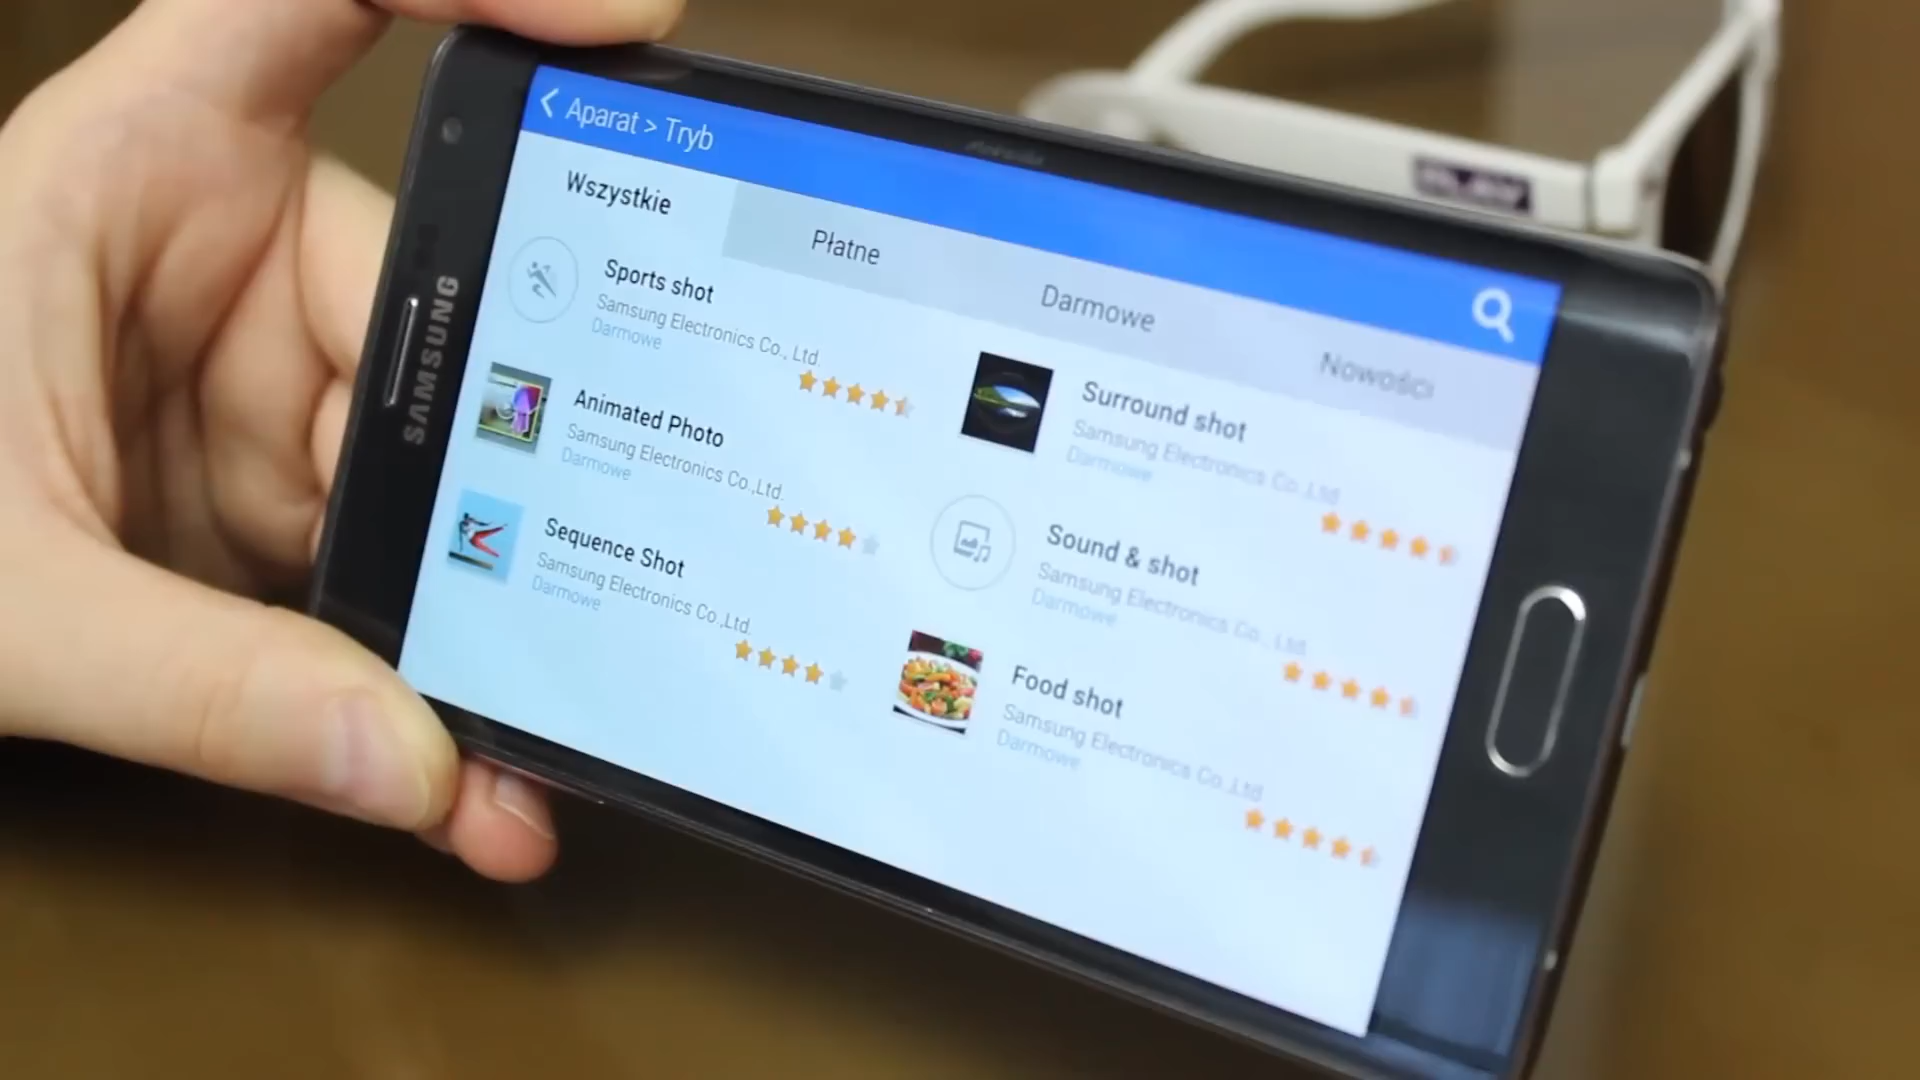 Aparat > Tryb
Wszystkie
Płatne
Darmowe
Nowości
Sports shot
Samsung Electronics Co., Ltd.
Darmowe
Surround shot
Samsung Electronics Co.,Ltd
Darmowe
Animated Photo
Samsung Electronics Co.,Ltd.
Darmowe
Sound & shot
Samsung Electronics Co., Ltd
Darmowe
Sequence Shot
Samsung Electronics Co.,Ltd.
Darmowe
Food shot
Samsung Electronics Co.,Ltd
Darmowe
SAMSUNG
PLAY